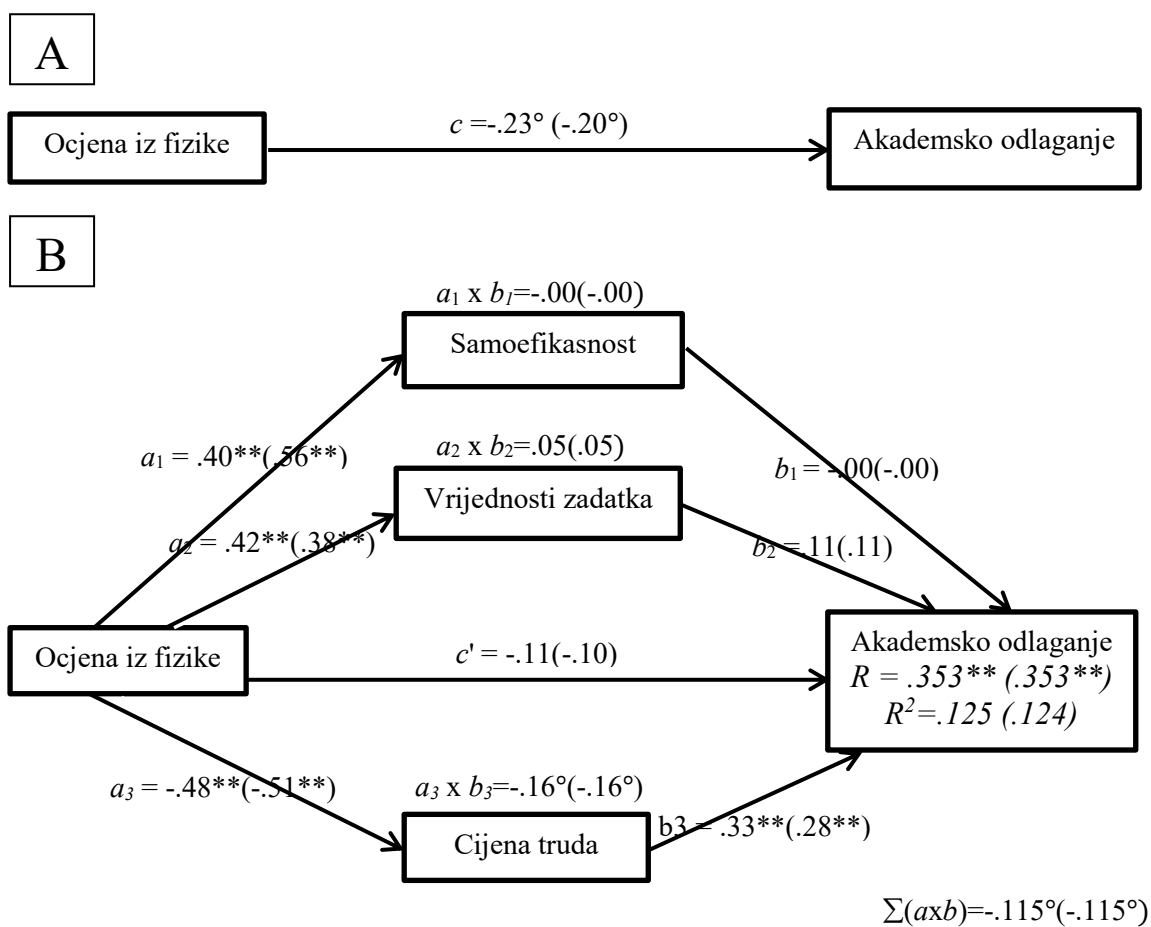 A
Ocjena iz fizike
c =-.23° (-.20°)
Akademsko odlaganje
B
a₁ x b₁=-.00(-.00)
Samoefikasnost
a₁ = .40**(.56**)
a₂ x b₂=.05(.05)
b₁ = -.00(-.00)
Vrijednosti zadatka
a₂ = .42**(.38**)
b₂ =.11(.11)
Ocjena iz fizike
c' = -.11(-.10)
Akademsko odlaganje
R = .353** (.353**)
R²=.125 (.124)
a₃ = -.48**(-.51**)
a₃ x b₃=-.16°(-.16°)
b3 = .33**(.28**)
Cijena truda
∑(axb)=-.115°(-.115°)